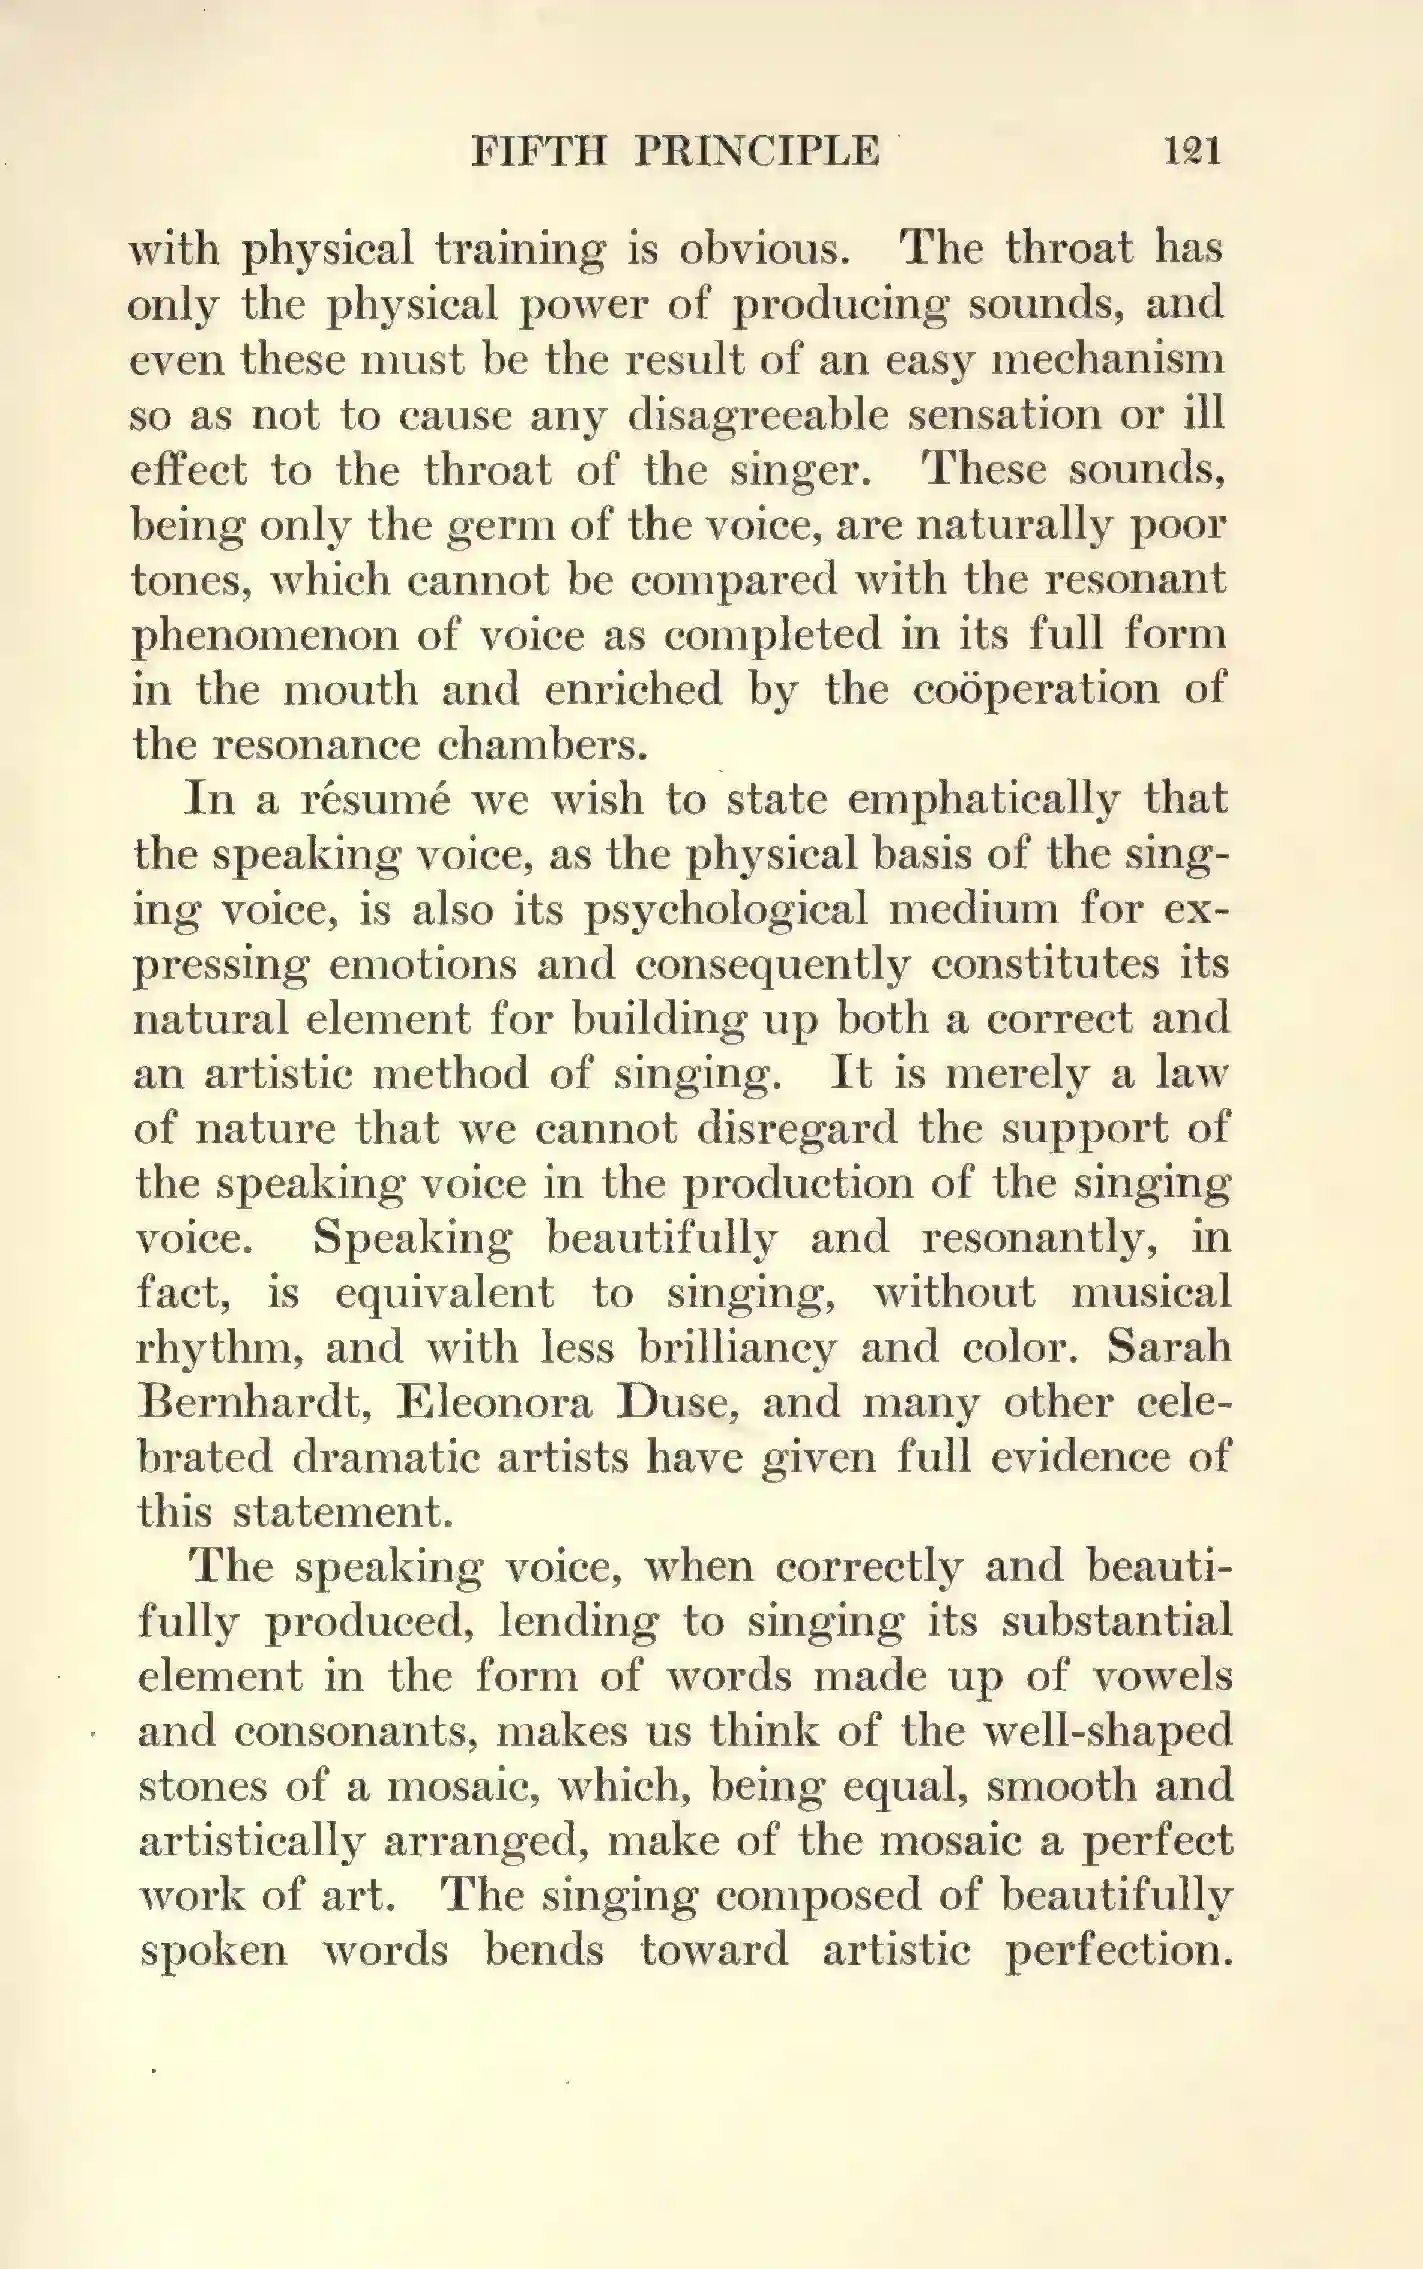 FIFTH PRINCIPLE 121
with physical training is obvious. The throat has
only the physical power of producing sounds, and
even these must be the result of an easy mechanism
so as not to cause any disagreeable sensation or ill
effect to the throat of the singer. These sounds,
being only the germ of the voice, are naturally poor
tones, which cannot be compared with the resonant
phenomenon of voice as completed in its full form
in the mouth and enriched by the coöperation of
the resonance chambers.
In a résumé we wish to state emphatically that
the speaking voice, as the physical basis of the sing-
ing voice, is also its psychological medium for ex-
pressing emotions and consequently constitutes its
natural element for building up both a correct and
an artistic method of singing. It is merely a law
of nature that we cannot disregard the support of
the speaking voice in the production of the singing
voice. Speaking beautifully and resonantly, in
fact, is equivalent to singing, without musical
rhythm, and with less brilliancy and color. Sarah
Bernhardt, Eleonora Duse, and many other cele-
brated dramatic artists have given full evidence of
this statement.
The speaking voice, when correctly and beauti-
fully produced, lending to singing its substantial
element in the form of words made up of vowels
and consonants, makes us think of the well-shaped
stones of a mosaic, which, being equal, smooth and
artistically arranged, make of the mosaic a perfect
work of art. The singing composed of beautifully
spoken words bends toward artistic perfection.